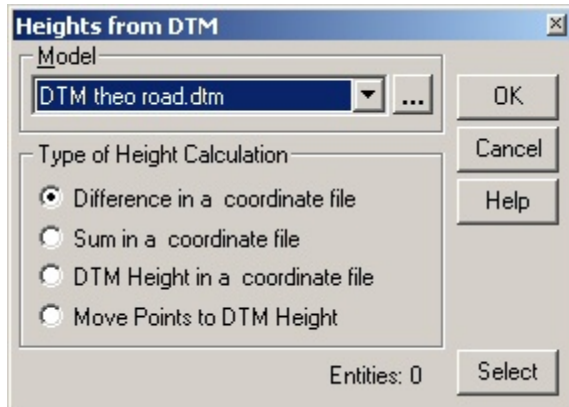 Heights from DTM
Model
DTM theo road.dtm
...
OK
Cancel
Help
Type of Height Calculation
Difference in a  coordinate file
Sum in a  coordinate file
DTM Height in a  coordinate file
Move Points to DTM Height
Entities: 0
Select